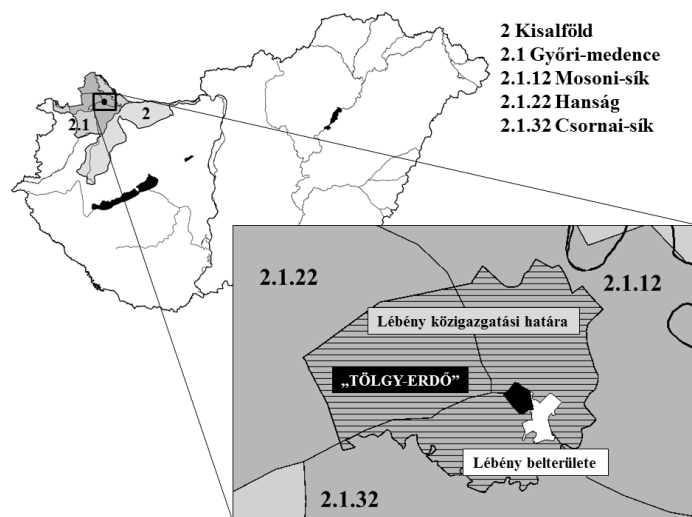 2 Kisalföld
2.1 Győri-medence
2.1.12 Mosoni-sík
2.1.22 Hanság
2.1.32 Csornai-sík
2
2.1
2.1.22
2.1.12
Lébény közigazgatási határa
„TÖLGY-ERDŐ”
Lébény belterülete
2.1.32